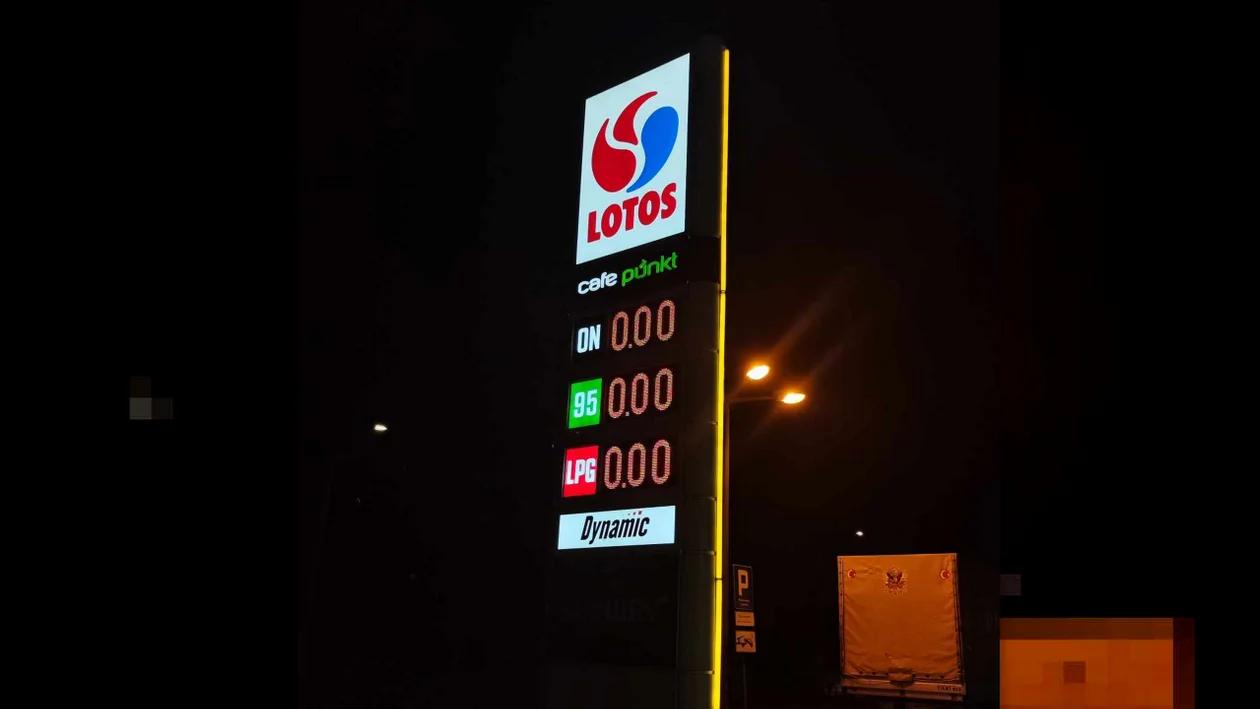 LOTOS
cafe punkt
ON 0.00
95 0.00
LPG 0.00
Dynamic
P